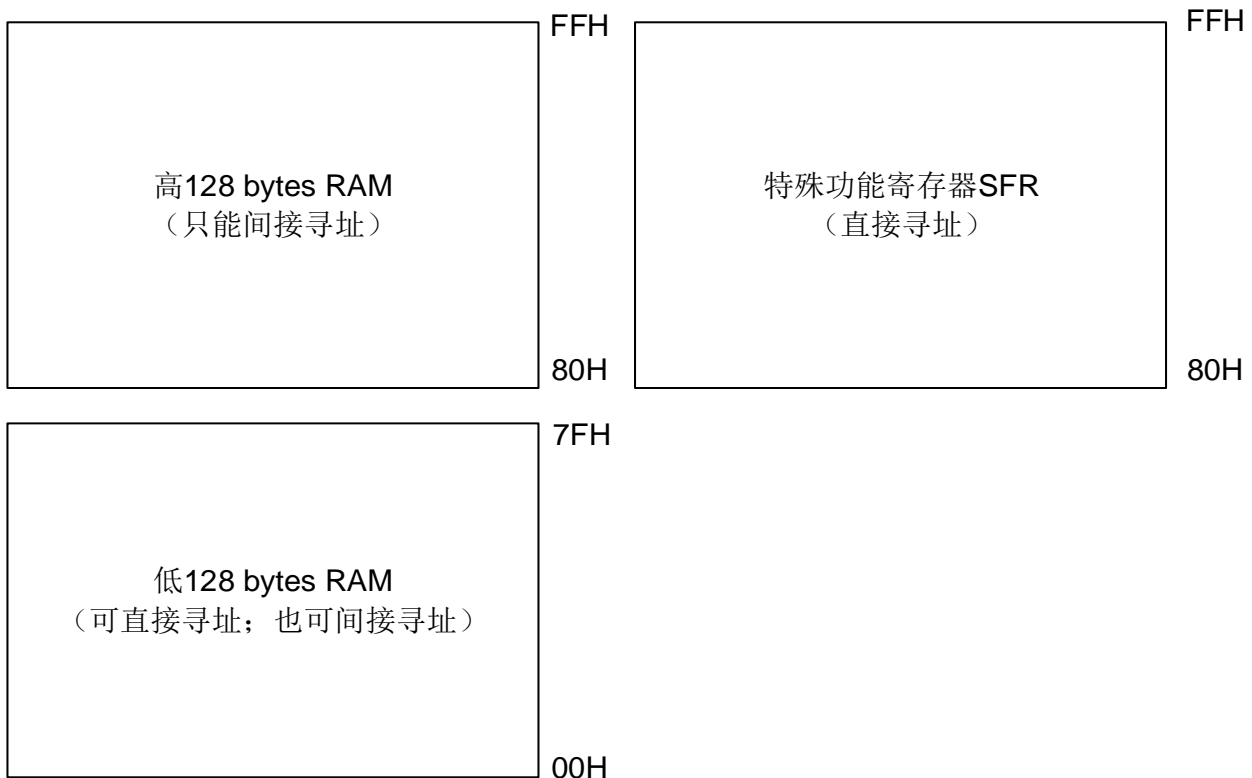 FFH
高128 bytes RAM
（只能间接寻址）
80H
FFH
特殊功能寄存器SFR
（直接寻址）
80H
7FH
低128 bytes RAM
（可直接寻址；也可间接寻址）
00H